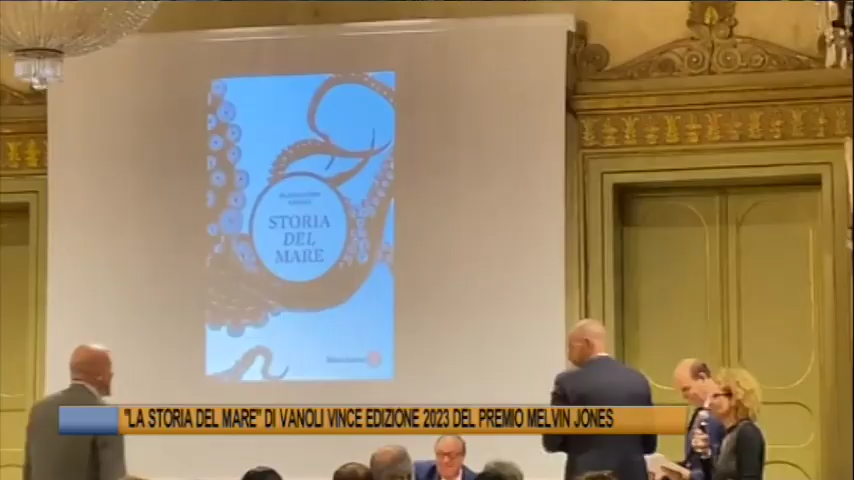 STORIA
DEL
MARE
"LA STORIA DEL MARE" DI VANOLI VINCE EDIZIONE 2023 DEL PREMIO MELVIN JONES